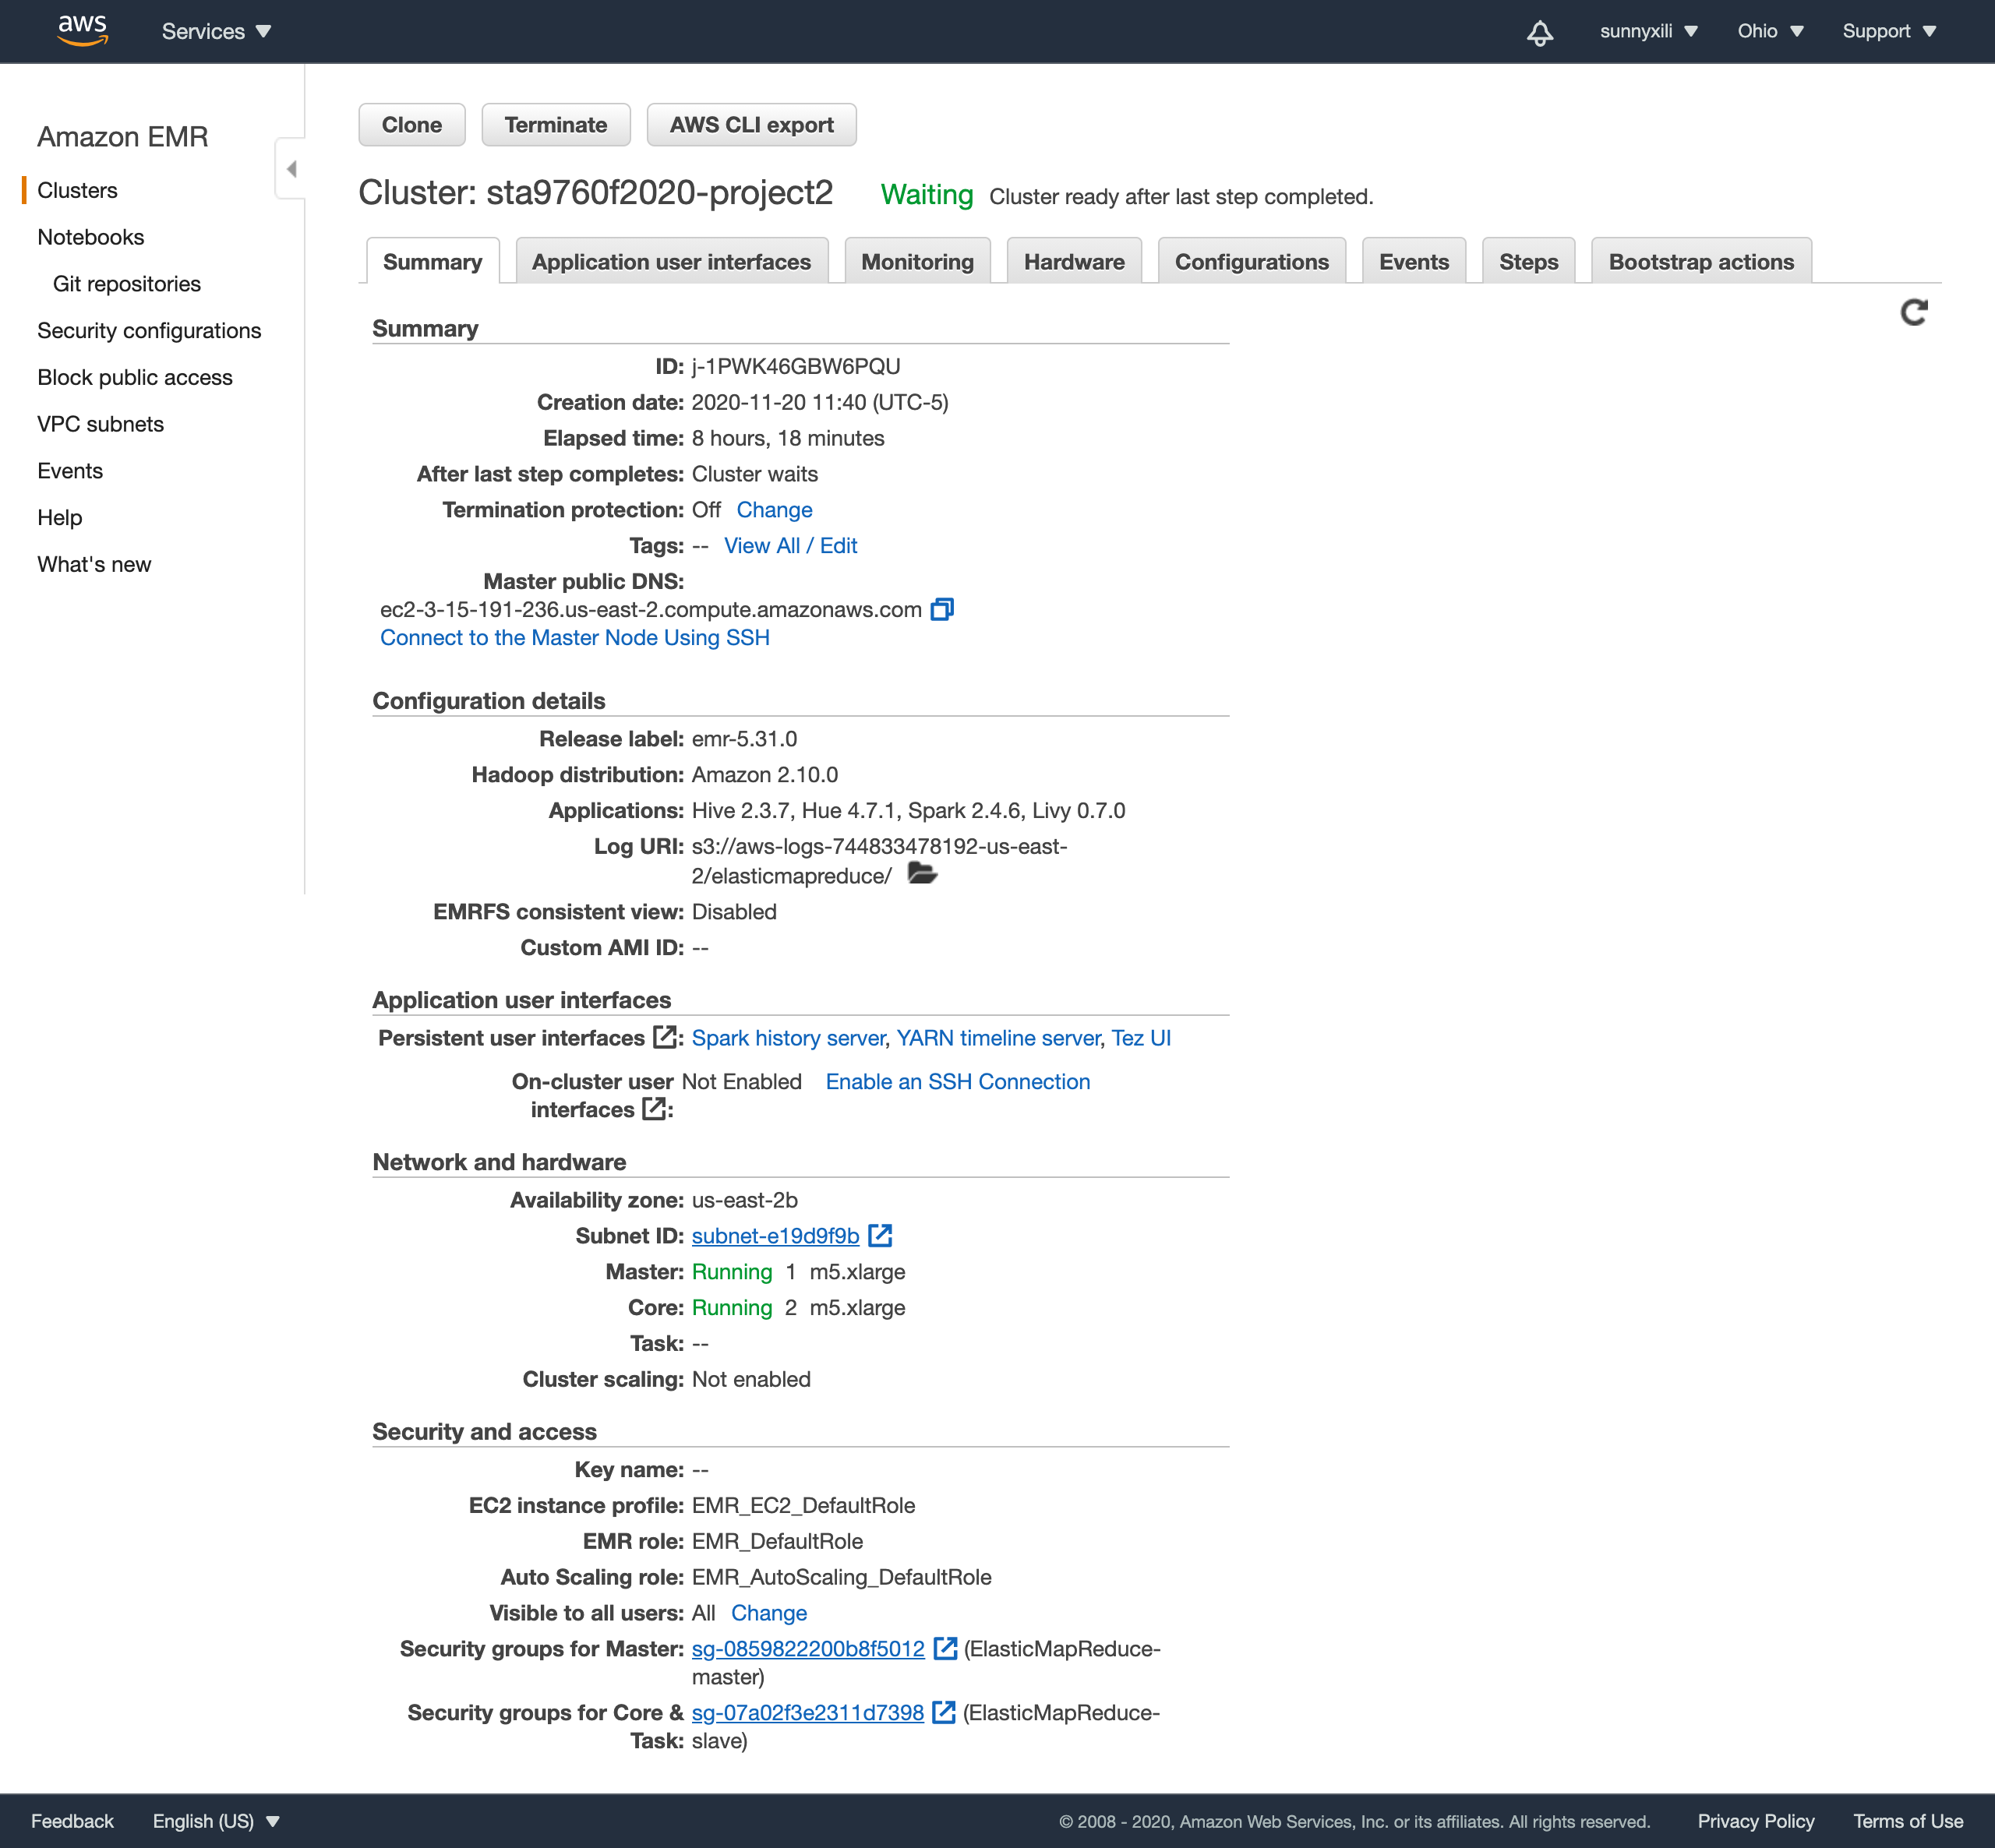 aws
Services
sunnyxili
Ohio
Support
Amazon EMR
Clusters
Notebooks
Git repositories
Security configurations
Block public access
VPC subnets
Events
Help
What's new
Clone
Terminate
AWS CLI export
Cluster: sta9760f2020-project2
Waiting
Cluster ready after last step completed.
Summary
Application user interfaces
Monitoring
Hardware
Configurations
Events
Steps
Bootstrap actions
Summary
ID: j-1PWK46GBW6PQU
Creation date: 2020-11-20 11:40 (UTC-5)
Elapsed time: 8 hours, 18 minutes
After last step completes: Cluster waits
Termination protection: Off Change
Tags: -- View All / Edit
Master public DNS:
ec2-3-15-191-236.us-east-2.compute.amazonaws.com
Connect to the Master Node Using SSH
Configuration details
Release label: emr-5.31.0
Hadoop distribution: Amazon 2.10.0
Applications: Hive 2.3.7, Hue 4.7.1, Spark 2.4.6, Livy 0.7.0
Log URI: s3://aws-logs-744833478192-us-east-
2/elasticmapreduce/
EMRFS consistent view: Disabled
Custom AMI ID: --
Application user interfaces
Persistent user interfaces : Spark history server, YARN timeline server, Tez UI
On-cluster user Not Enabled Enable an SSH Connection
interfaces :
Network and hardware
Availability zone: us-east-2b
Subnet ID: subnet-e19d9f9b
Master: Running 1 m5.xlarge
Core: Running 2 m5.xlarge
Task: --
Cluster scaling: Not enabled
Security and access
Key name: --
EC2 instance profile: EMR_EC2_DefaultRole
EMR role: EMR_DefaultRole
Auto Scaling role: EMR_AutoScaling_DefaultRole
Visible to all users: All Change
Security groups for Master: sg-0859822200b8f5012 (ElasticMapReduce-
master)
Security groups for Core & sg-07a02f3e2311d7398 (ElasticMapReduce-
Task: slave)
Feedback
English (US)
© 2008 - 2020, Amazon Web Services, Inc. or its affiliates. All rights reserved.
Privacy Policy
Terms of Use